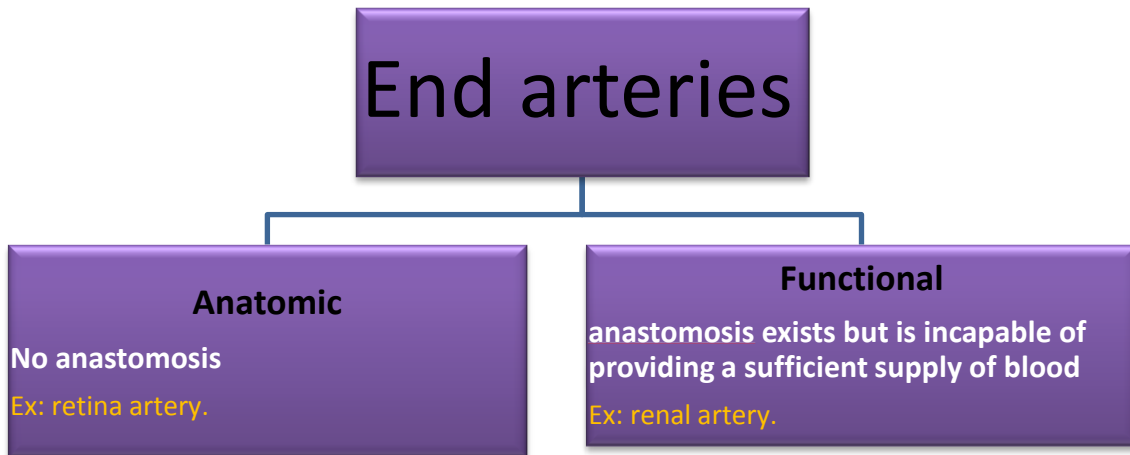 End arteries
Anatomic
No anastomosis
Ex: retina artery.
Functional
anastomosis exists but is incapable of
providing a sufficient supply of blood
Ex: renal artery.